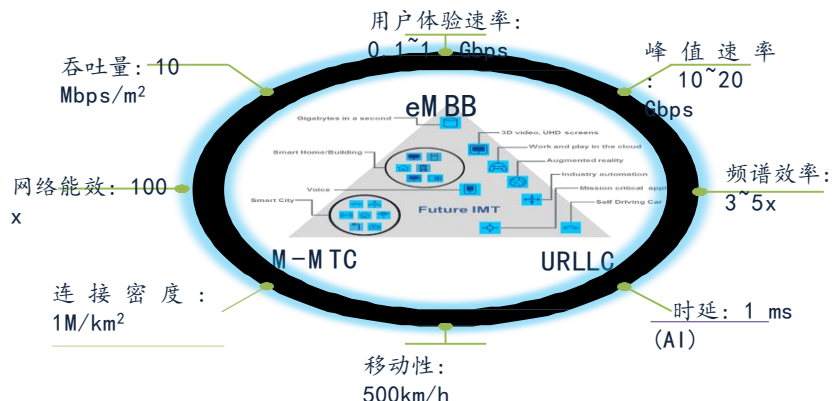 用户体验速率:
0.1~1 Gbps
吞吐量: 10
Mbps/m²
峰值速率
: 10~20
Gbps
eMBB
Gigabytes in a second
3D video, UHD screens
Work and play in the cloud
Smart Home/Building
Augmented reality
Industry automation
网络能效: 100
x
Voice
Mission critical appl
频谱效率:
3~5x
Smart City
Self Driving Car
Future IMT
M-MTC
URLLC
连接密度:
1M/km²
时延: 1 ms
(AI)
移动性:
500km/h